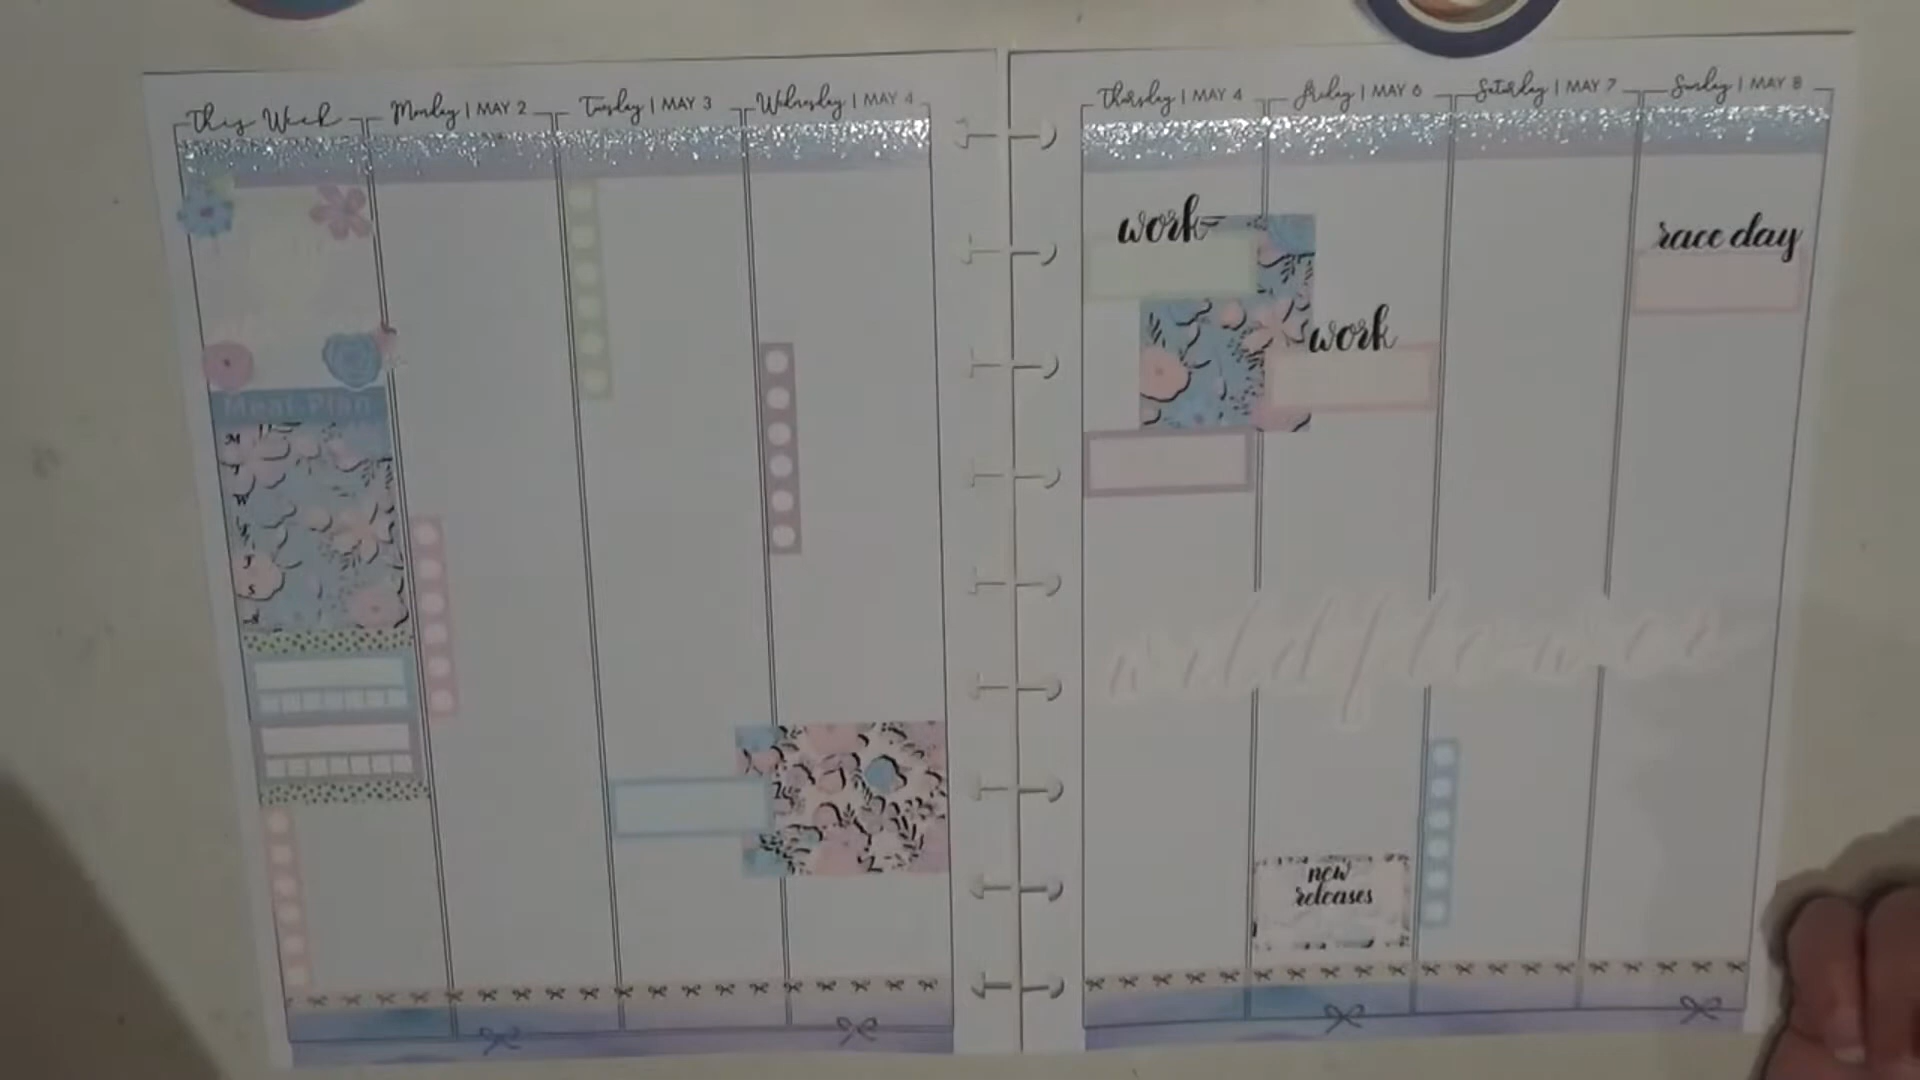 This Week
Monday | MAY 2
Tuesday | MAY 3
Wednesday | MAY 4
Thursday | MAY 4
Friday | MAY 6
Saturday | MAY 7
Sunday | MAY 8
work
race day
work
Meal Plan
M
T
W
T
F
S
S
wildflower
new
releases